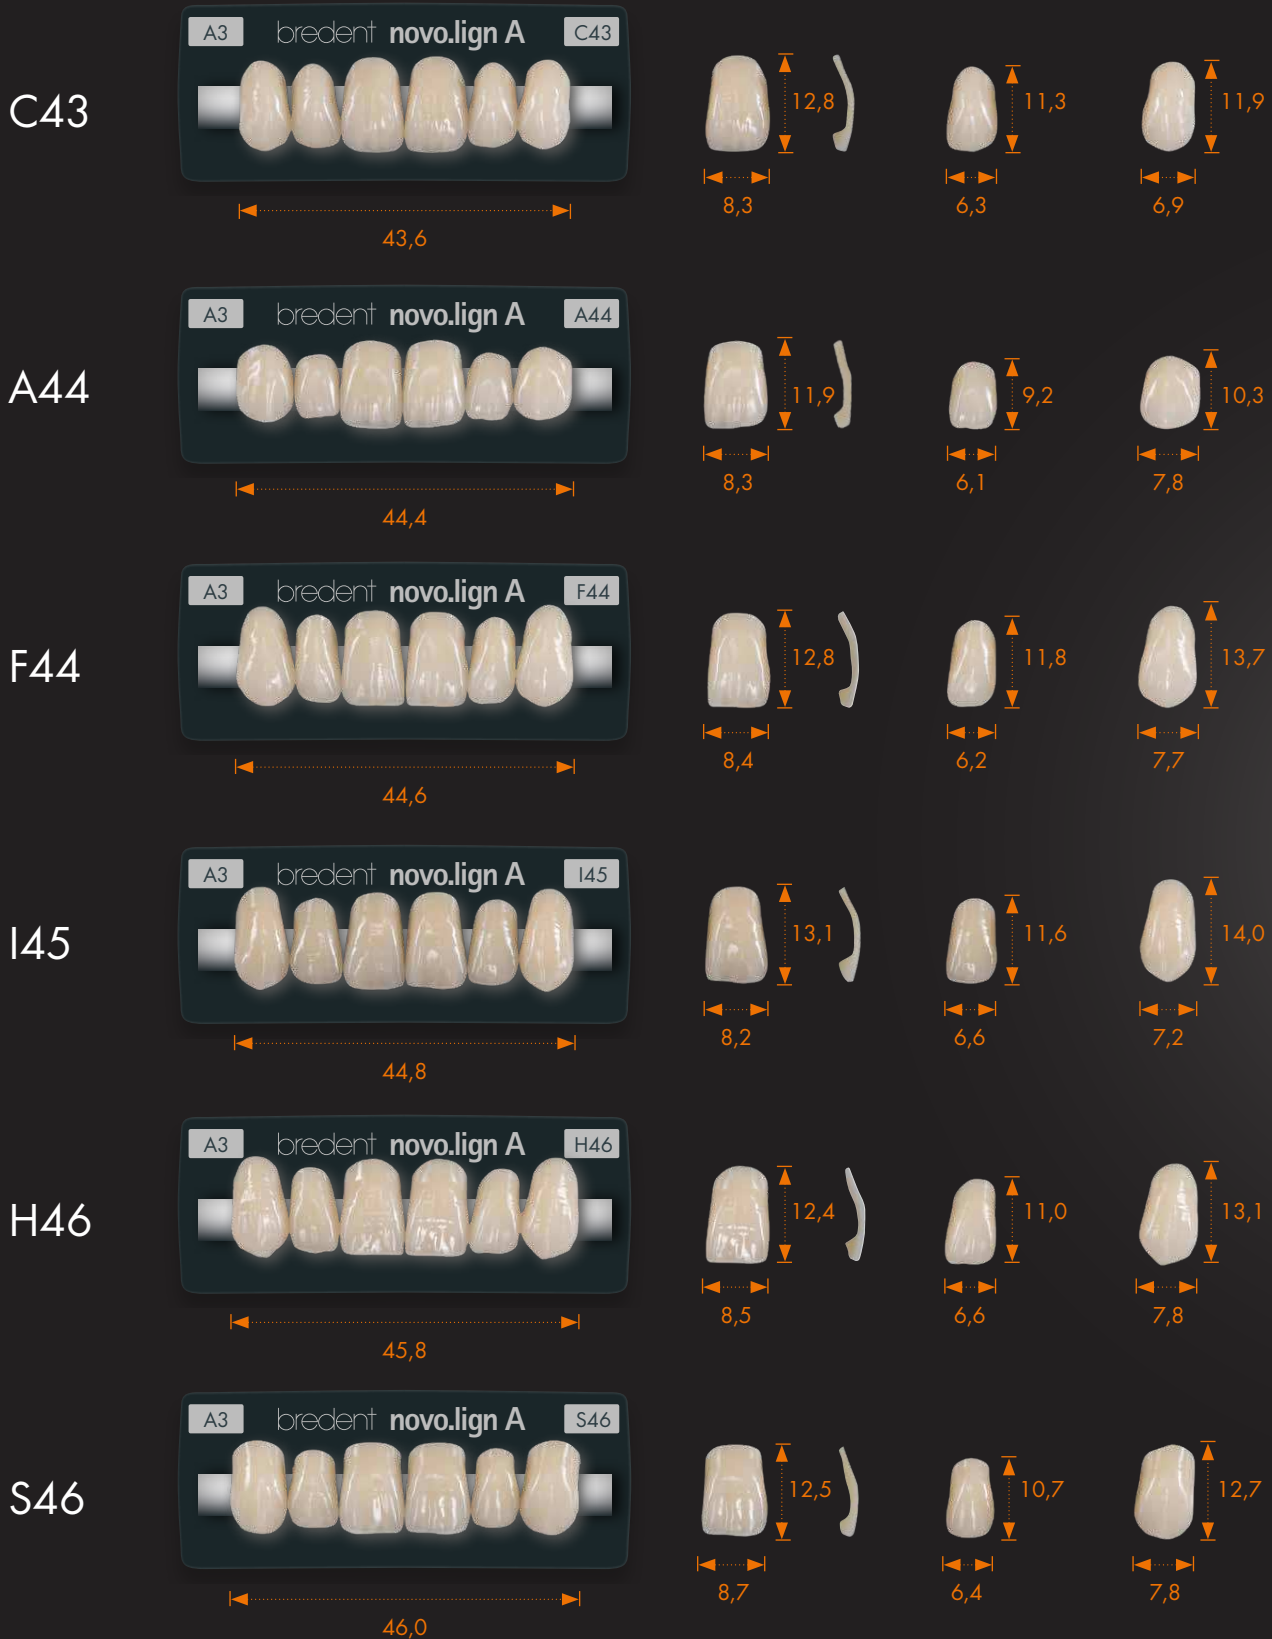 A3 bredent novo.lign A C43
C43
12,8 11,3 11,9
8,3 6,3 6,9
43,6
A3 bredent novo.lign A A44
A44
11,9 9,2 10,3
8,3 6,1 7,8
44,4
A3 bredent novo.lign A F44
F44
12,8 11,8 13,7
8,4 6,2 7,7
44,6
A3 bredent novo.lign A I45
I45
13,1 11,6 14,0
8,2 6,6 7,2
44,8
A3 bredent novo.lign A H46
H46
12,4 11,0 13,1
8,5 6,6 7,8
45,8
A3 bredent novo.lign A S46
S46
12,5 10,7 12,7
8,7 6,4 7,8
46,0